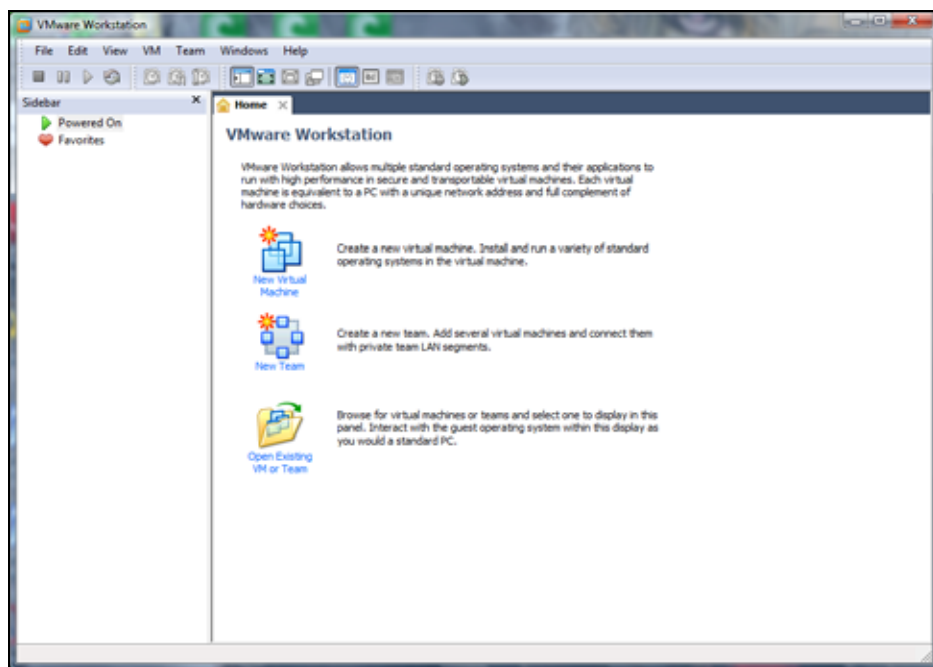 VMware Workstation
File Edit View VM Team Windows Help
Sidebar
Powered On
Favorites
Home
VMware Workstation
VMware Workstation allows multiple standard operating systems and their applications to
run with high performance in secure and transportable virtual machines. Each virtual
machine is equivalent to a PC with a unique network address and full complement of
hardware choices.
New Virtual
Machine
Create a new virtual machine. Install and run a variety of standard
operating systems in the virtual machine.
New Team
Create a new team. Add several virtual machines and connect them
with private team LAN segments.
Open Existing
VM or Team
Browse for virtual machines or teams and select one to display in this
panel. Interact with the guest operating system within this display as
you would a standard PC.